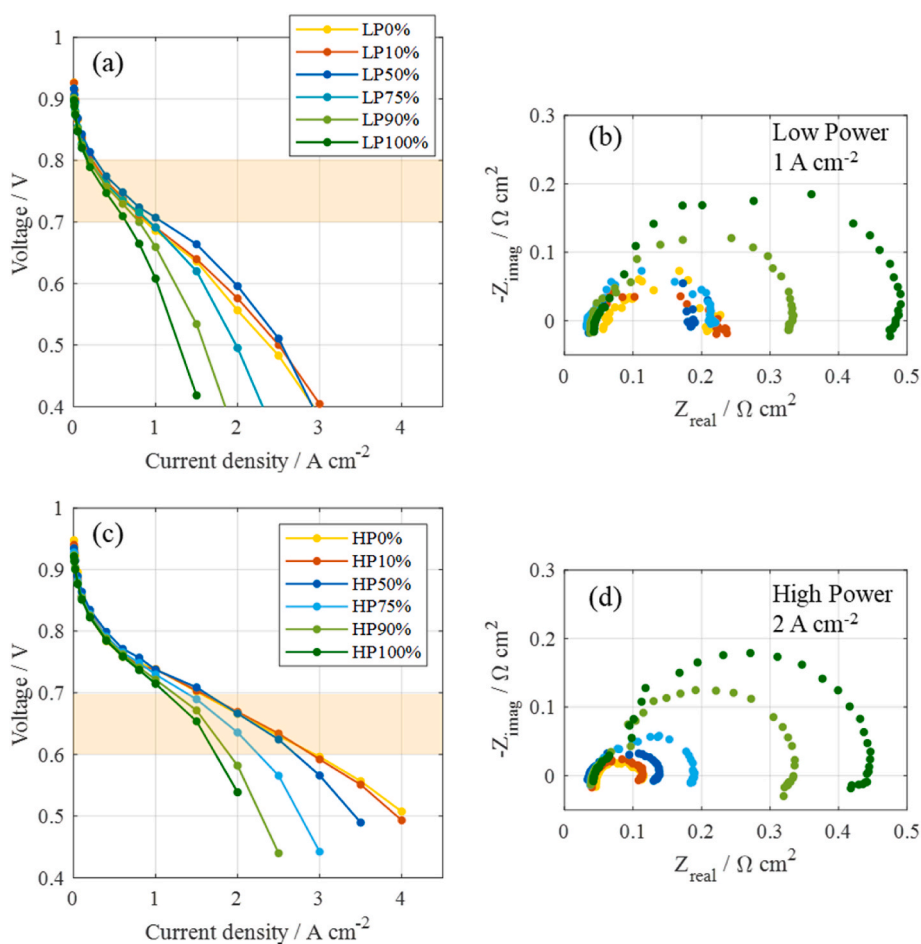 (a)
LP0%
LP10%
LP50%
LP75%
LP90%
LP100%
1
0.9
0.8
0.7
0.6
0.5
0.4
Voltage / V
0 1 2 3 4
Current density / A cm-2
(b)
Low Power
1 A cm-2
0.3
0.2
0.1
0
-Zimag / Ω cm2
0 0.1 0.2 0.3 0.4 0.5
Zreal / Ω cm2
(c)
HP0%
HP10%
HP50%
HP75%
HP90%
HP100%
1
0.9
0.8
0.7
0.6
0.5
0.4
Voltage / V
0 1 2 3 4
Current density / A cm-2
(d)
High Power
2 A cm-2
0.3
0.2
0.1
0
-Zimag / Ω cm2
0 0.1 0.2 0.3 0.4 0.5
Zreal / Ω cm2